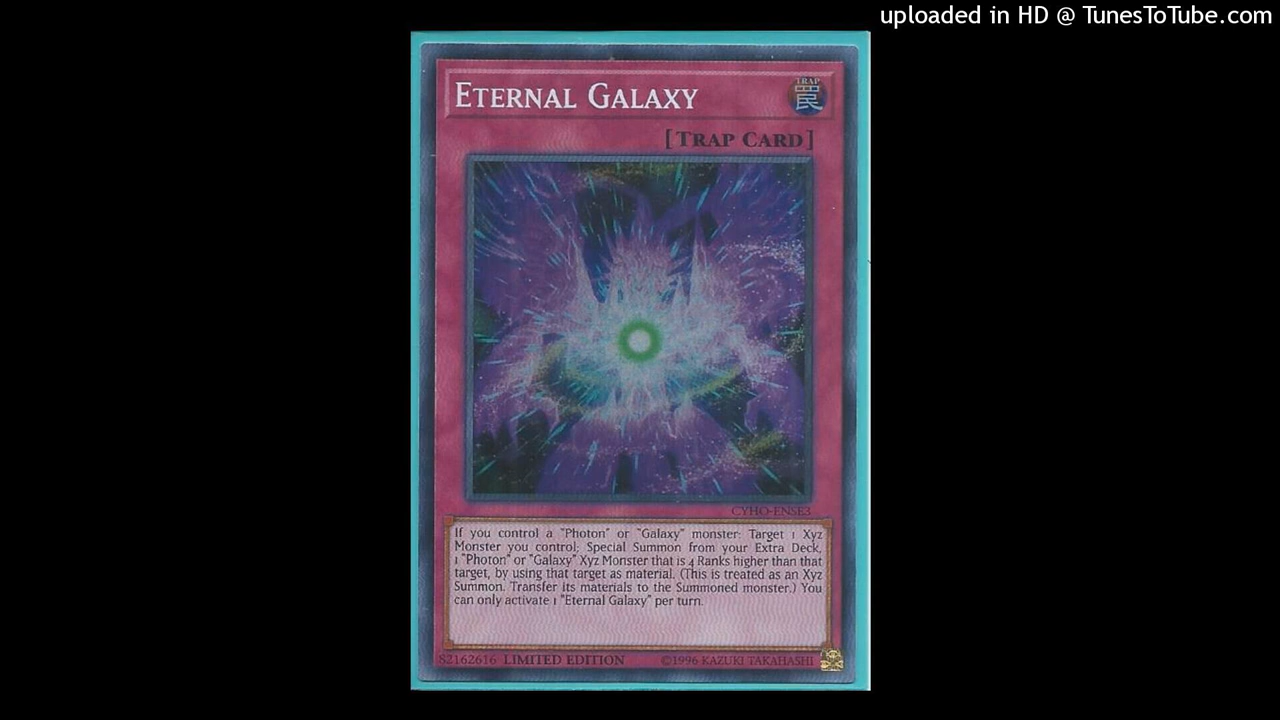 uploaded in HD @ TunesToTube.com
ETERNAL GALAXY
TRAP
罠
[TRAP CARD]
CYHO-ENSE3
If you control a "Photon" or "Galaxy" monster: Target 1 Xyz
Monster you control; Special Summon from your Extra Deck,
1 "Photon" or "Galaxy" Xyz Monster that is 4 Ranks higher than that
target, by using that target as material. (This is treated as an Xyz
Summon. Transfer its materials to the Summoned monster.) You
can only activate 1 "Eternal Galaxy" per turn.
82162616 LIMITED EDITION ©1996 KAZUKI TAKAHASHI